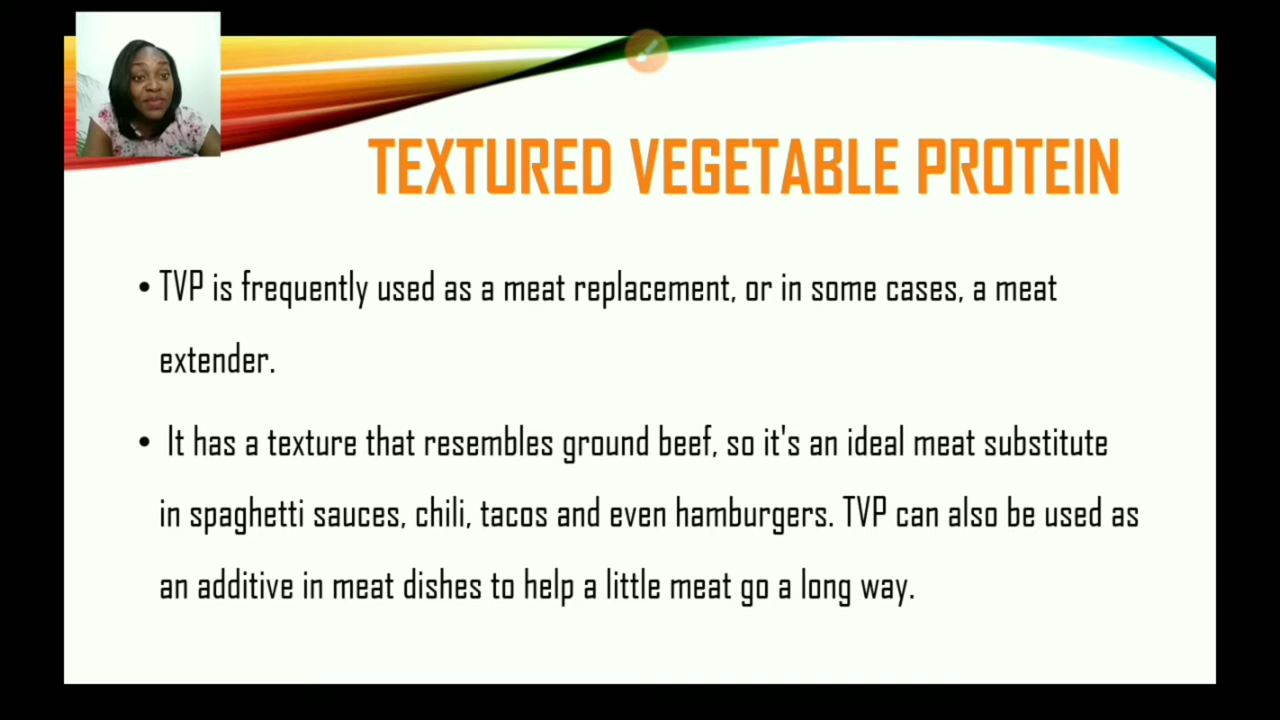 TEXTURED VEGETABLE PROTEIN
• TVP is frequently used as a meat replacement, or in some cases, a meat
extender.
• It has a texture that resembles ground beef, so it's an ideal meat substitute
in spaghetti sauces, chili, tacos and even hamburgers. TVP can also be used as
an additive in meat dishes to help a little meat go a long way.